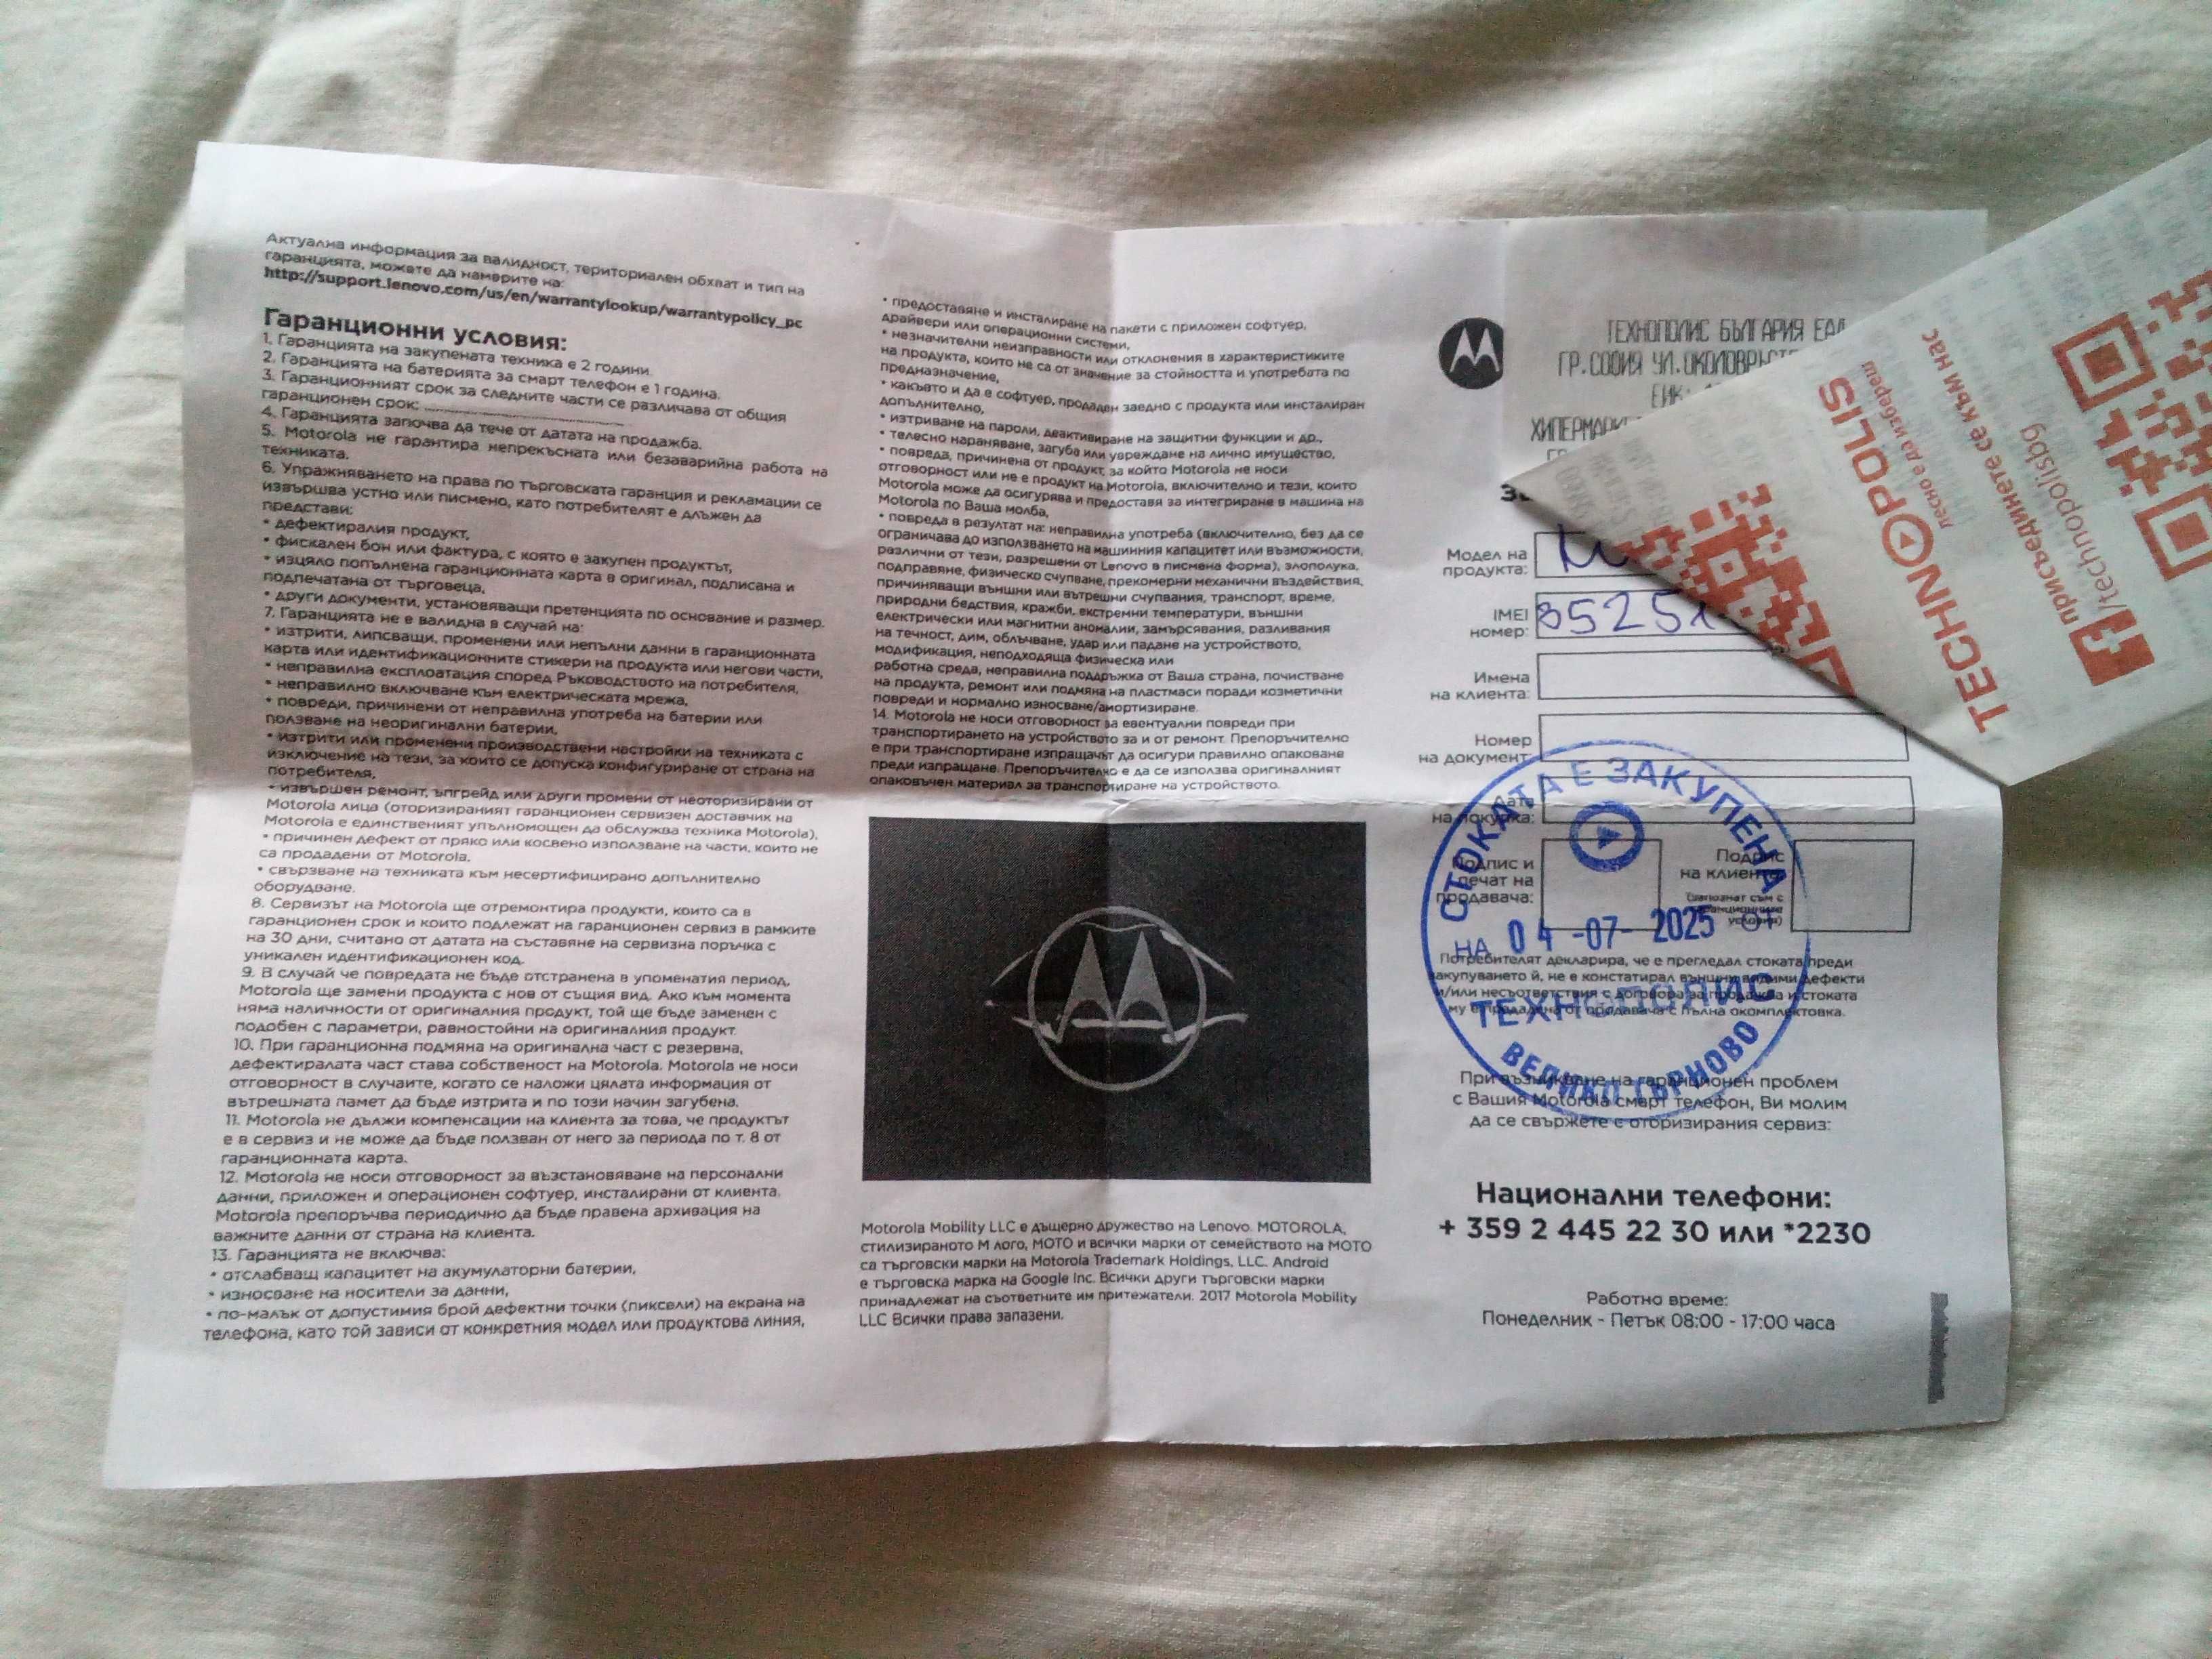 Актуална информация за валидност, териториален обхват и тип на
гаранцията, можете да намерите на:
http://support.lenovo.com/us/en/warrantylookup/warrantypolicy_pc
Гаранционни условия:
1. Гаранцията на закупената техника е 2 години.
2. Гаранцията на батерията за смарт телефон е 1 година.
3. Гаранционният срок за следните части се различава от общия
гаранционен срок:
4. Гаранцията започва да тече от датата на продажба.
5. Motorola не гарантира непрекъсната или безаварийна работа на
техниката.
6. Упражняването на права по търговската гаранция и рекламации се
извършва устно или писмено, като потребителят е длъжен да
представи:
• дефектиралия продукт,
• фискален бон или фактура, с която е закупен продуктът,
• изцяло попълнена гаранционната карта в оригинал, подписана и
подпечатана от търговеца,
• други документи, установяващи претенцията по основание и размер.
7. Гаранцията не е валидна в случай на:
• изтрити, липсващи, променени или непълни данни в гаранционната
карта или идентификационните стикери на продукта или негови части,
• неправилна експлоатация според Ръководството на потребителя,
• неправилно включване към електрическата мрежа,
• повреди, причинени от неправилна употреба на батерии или
ползване на неоригинални батерии,
• изтрити или променени производствени настройки на техниката с
изключение на тези, за които се допуска конфигуриране от страна на
потребителя,
• извършен ремонт, ъпгрейд или други промени от неоторизирани от
Motorola лица (оторизираният гаранционен сервизен доставчик на
Motorola е единственият упълномощен да обслужва техника Motorola),
• причинен дефект от пряко или косвено използване на части, които не
са продадени от Motorola.
• свързване на техниката към несертифицирано допълнително
оборудване.
8. Сервизът на Motorola ще отремонтира продукти, които са в
гаранционен срок и които подлежат на гаранционен сервиз в рамките
на 30 дни, считано от датата на съставяне на сервизна поръчка с
уникален идентификационен код.
9. В случай че повредата не бъде отстранена в упоменатия период,
Motorola ще замени продукта с нов от същия вид. Ако към момента
няма наличности от оригиналния продукт, той ще бъде заменен с
подобен с параметри, равностойни на оригиналния продукт.
10. При гаранционна подмяна на оригинална част с резервна,
дефектиралата част става собственост на Motorola. Motorola не носи
отговорност в случаите, когато се наложи цялата информация от
вътрешната памет да бъде изтрита и по този начин загубена.
11. Motorola не дължи компенсации на клиента за това, че продуктът
е в сервиз и не може да бъде ползван от него за периода по т. 8 от
гаранционната карта.
12. Motorola не носи отговорност за възстановяване на персонални
данни, приложен и операционен софтуер, инсталирани от клиента.
Motorola препоръчва периодично да бъде правена архивация на
важните данни от страна на клиента.
13. Гаранцията не включва:
• отслабващ капацитет на акумулаторни батерии,
• износване на носители за данни,
• по-малък от допустимия брой дефектни точки (пиксели) на екрана на
телефона, като той зависи от конкретния модел или продуктова линия,
• предоставяне и инсталиране на пакети с приложен софтуер,
драйвери или операционни системи,
• незначителни неизправности или отклонения в характеристиките
на продукта, които не са от значение за стойността и употребата по
предназначение,
• какъвто и да е софтуер, продаден заедно с продукта или инсталиран
допълнително,
• изтриване на пароли, деактивиране на защитни функции и др.,
• телесно нараняване, загуба или увреждане на лично имущество,
• повреда, причинена от продукт, за който Motorola не носи
отговорност или не е продукт на Motorola, включително и тези, които
Motorola може да осигурява и предоставя за интегриране в машина на
Motorola по Ваша молба,
• повреда в резултат на: неправилна употреба (включително, без да се
ограничава до използването на машинния капацитет или възможности,
различни от тези, разрешени от Lenovo в писмена форма), злополука,
подправяне, физическо счупване, прекомерни механични въздействия,
причиняващи външни или вътрешни счупвания, транспорт, време,
природни бедствия, кражби, екстремни температури, външни
електрически или магнитни аномалии, замърсявания, разливания
на течност, дим, облъчване, удар или падане на устройството,
модификация, неподходяща физическа или
работна среда, неправилна поддръжка от Ваша страна, почистване
на продукта, ремонт или подмяна на пластмаси поради козметични
повреди и нормално износване/амортизиране.
14. Motorola не носи отговорност за евентуални повреди при
транспортирането на устройството за и от ремонт. Препоръчително
е при транспортиране изпращачът да осигури правилно опаковане
преди изпращане. Препоръчително е да се използва оригиналният
опаковъчен материал за транспортиране на устройството.
Motorola Mobility LLC е дъщерно дружество на Lenovo. MOTOROLA,
стилизираното М лого, МОТО и всички марки от семейството на МОТО
са търговски марки на Motorola Trademark Holdings, LLC. Android
е търговска марка на Google Inc. Всички други търговски марки
принадлежат на съответните им притежатели. 2017 Motorola Mobility
LLC Всички права запазени.
ТЕХНОПОЛИС БЪЛГАРИЯ ЕАД
ГР.СОФИЯ УЛ.ОКОЛОВРЪСТ
ЕИК:
ХИПЕРМАРК
Модел на
продукта:
IMEI
номер: 35251
Имена
на клиента:
Номер
на документ:
Дата
на покупка:
Подпис и
печат на
продавача:
Подпис
на клиента
(Запознат съм с
гаранционните
условия)
СТОКАТА Е ЗАКУПЕНА
НА 04-07-2025 ОТ
ТЕХНОПОЛИС
ВЕЛИКО ТЪРНОВО
Потребителят декларира, че е прегледал стоката преди
закупуването ѝ, не е констатирал външни видими дефекти
и/или несъответствия с договора за продажба и стоката
му е продадена от продавача с пълна окомплектовка.
При възникване на гаранционен проблем
с Вашия Motorola смарт телефон, Ви молим
да се свържете с оторизирания сервиз:
Национални телефони:
+ 359 2 445 22 30 или *2230
Работно време:
Понеделник - Петък 08:00 - 17:00 часа
TECHNOPOLIS
лесно е да избереш
присъединете се към нас
/technopolisbg